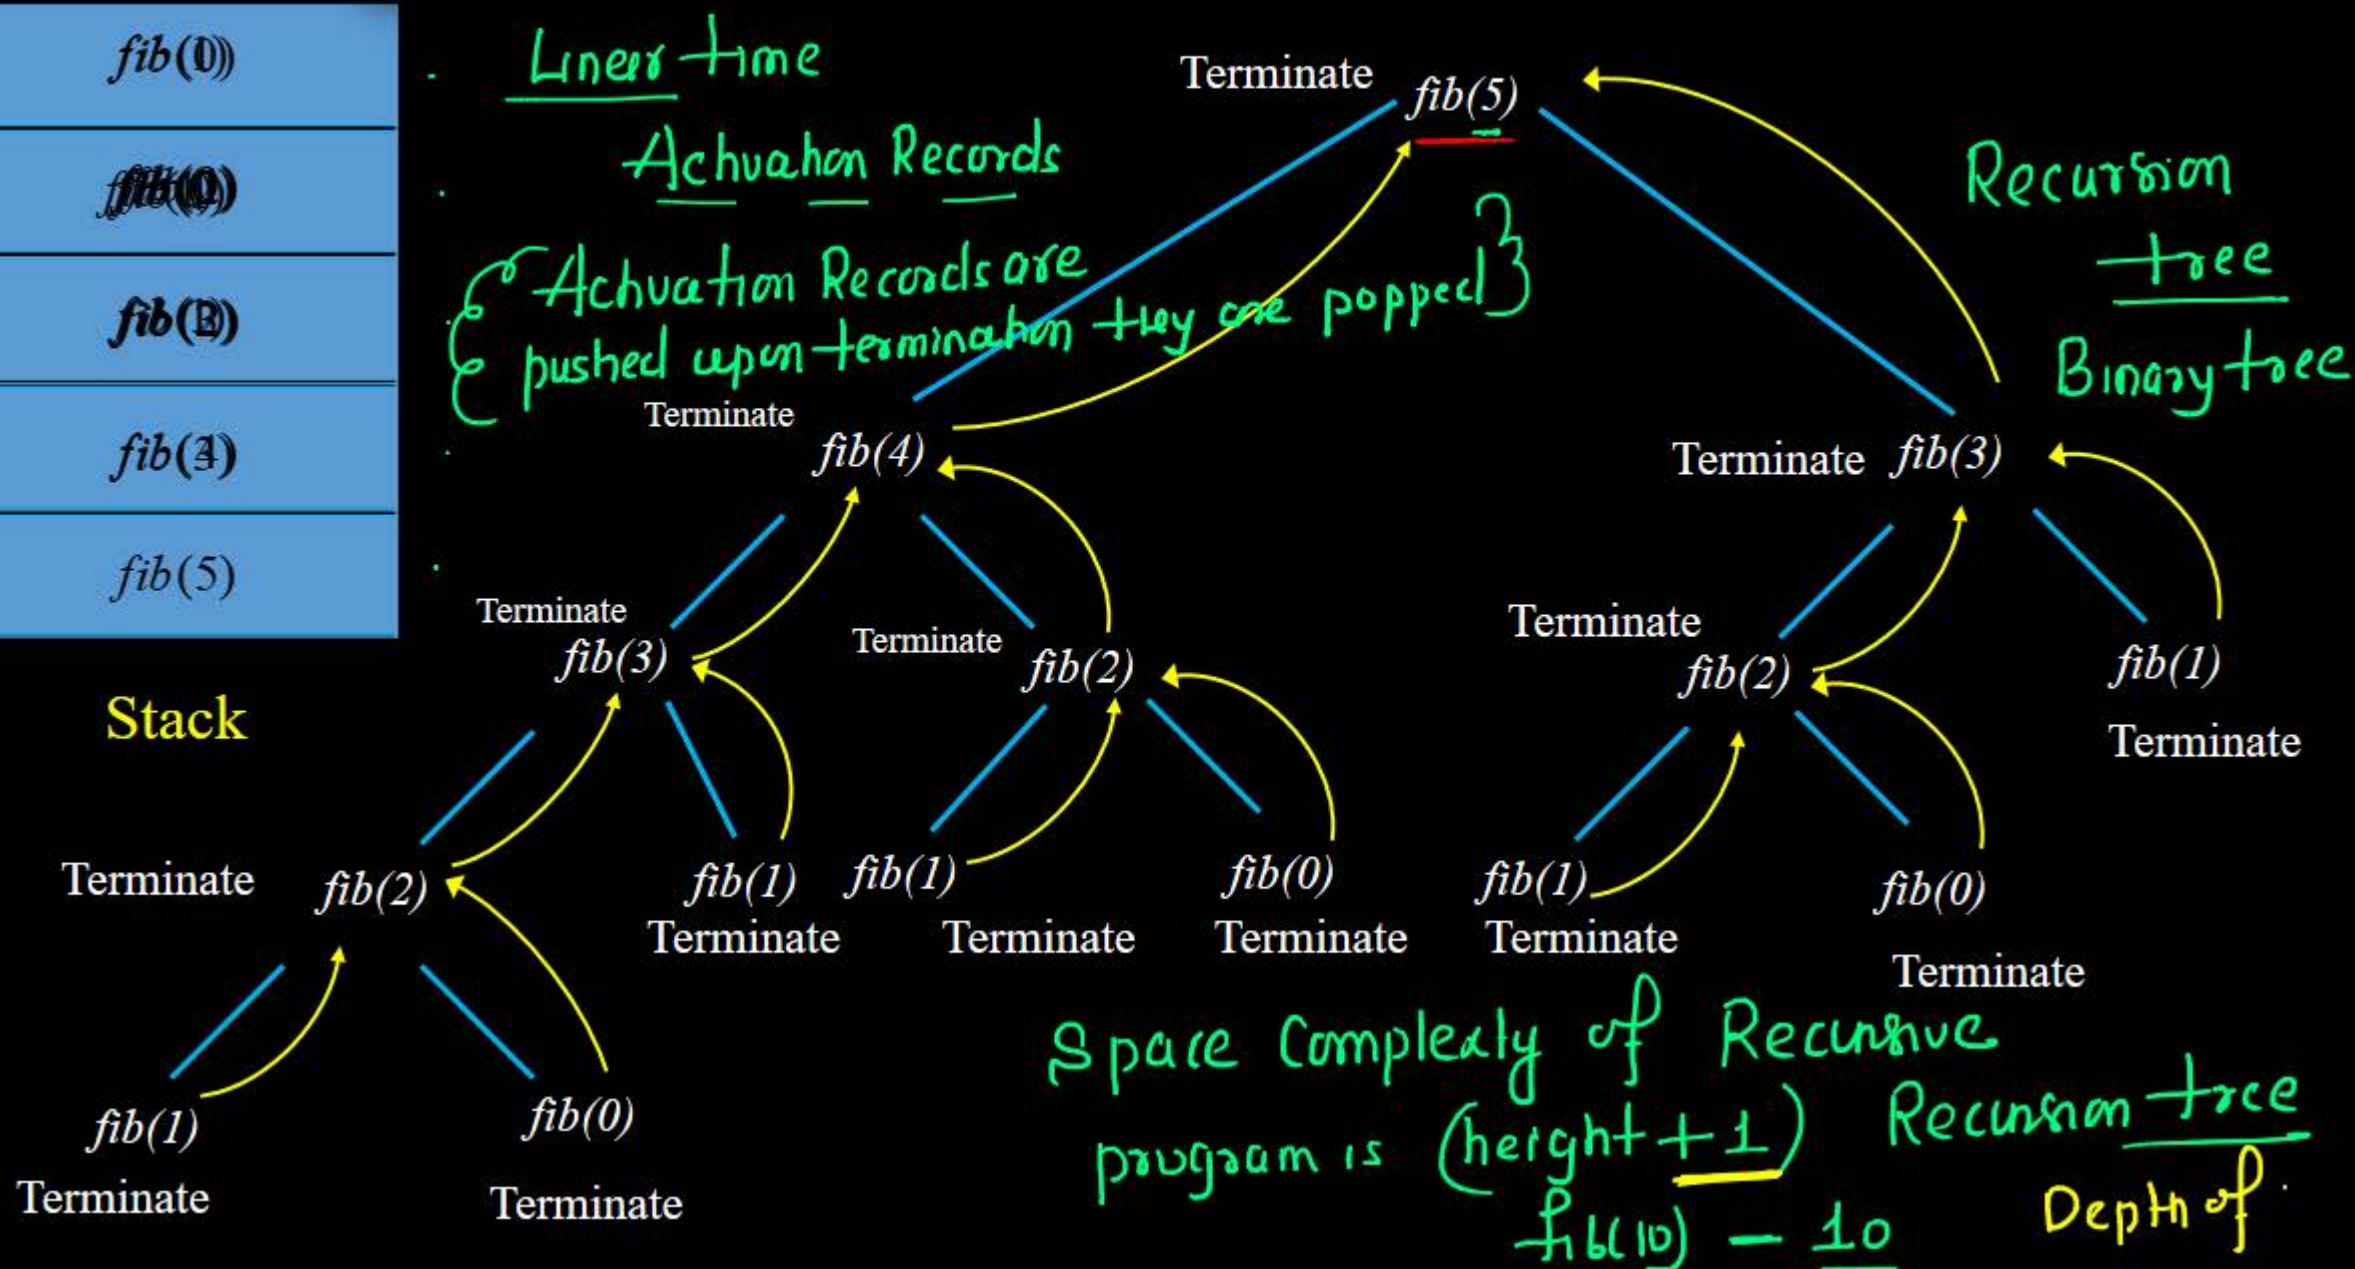 fib(5)
Stack
Linear time
Activation Records
Activation Records are
pushed upon termination they are popped
Terminate fib(5)
Recursion
tree
Binary tree
Terminate
fib(4)
Terminate fib(3)
Terminate
fib(3)
Terminate
fib(2)
Terminate
fib(2)
fib(1)
Terminate
Terminate fib(2)
fib(1)
Terminate
fib(1)
Terminate
fib(0)
Terminate
fib(1)
Terminate
fib(0)
Terminate
fib(1)
Terminate
fib(0)
Terminate
Space Complexity of Recursive
program is (height + 1) Recursion tree
fib(10) - 10
Depth of